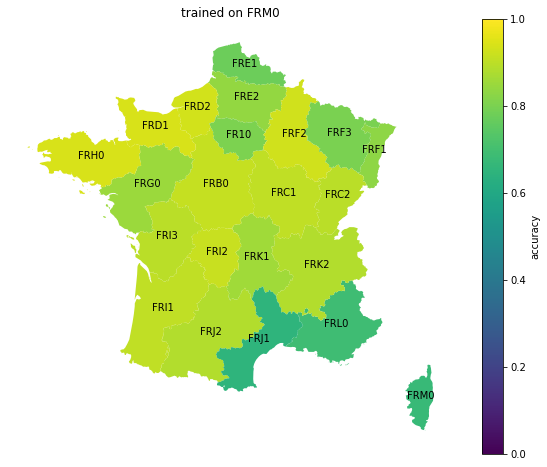 trained on FRM0
FRE1
FRE2
FRD2
FRD1
FR10
FRF2
FRF3
FRF1
FRH0
FRG0
FRB0
FRC1
FRC2
FRI3
FRI2
FRK1
FRK2
FRI1
FRJ2
FRJ1
FRL0
FRM0
1.0
0.8
0.6
0.4
0.2
0.0
accuracy